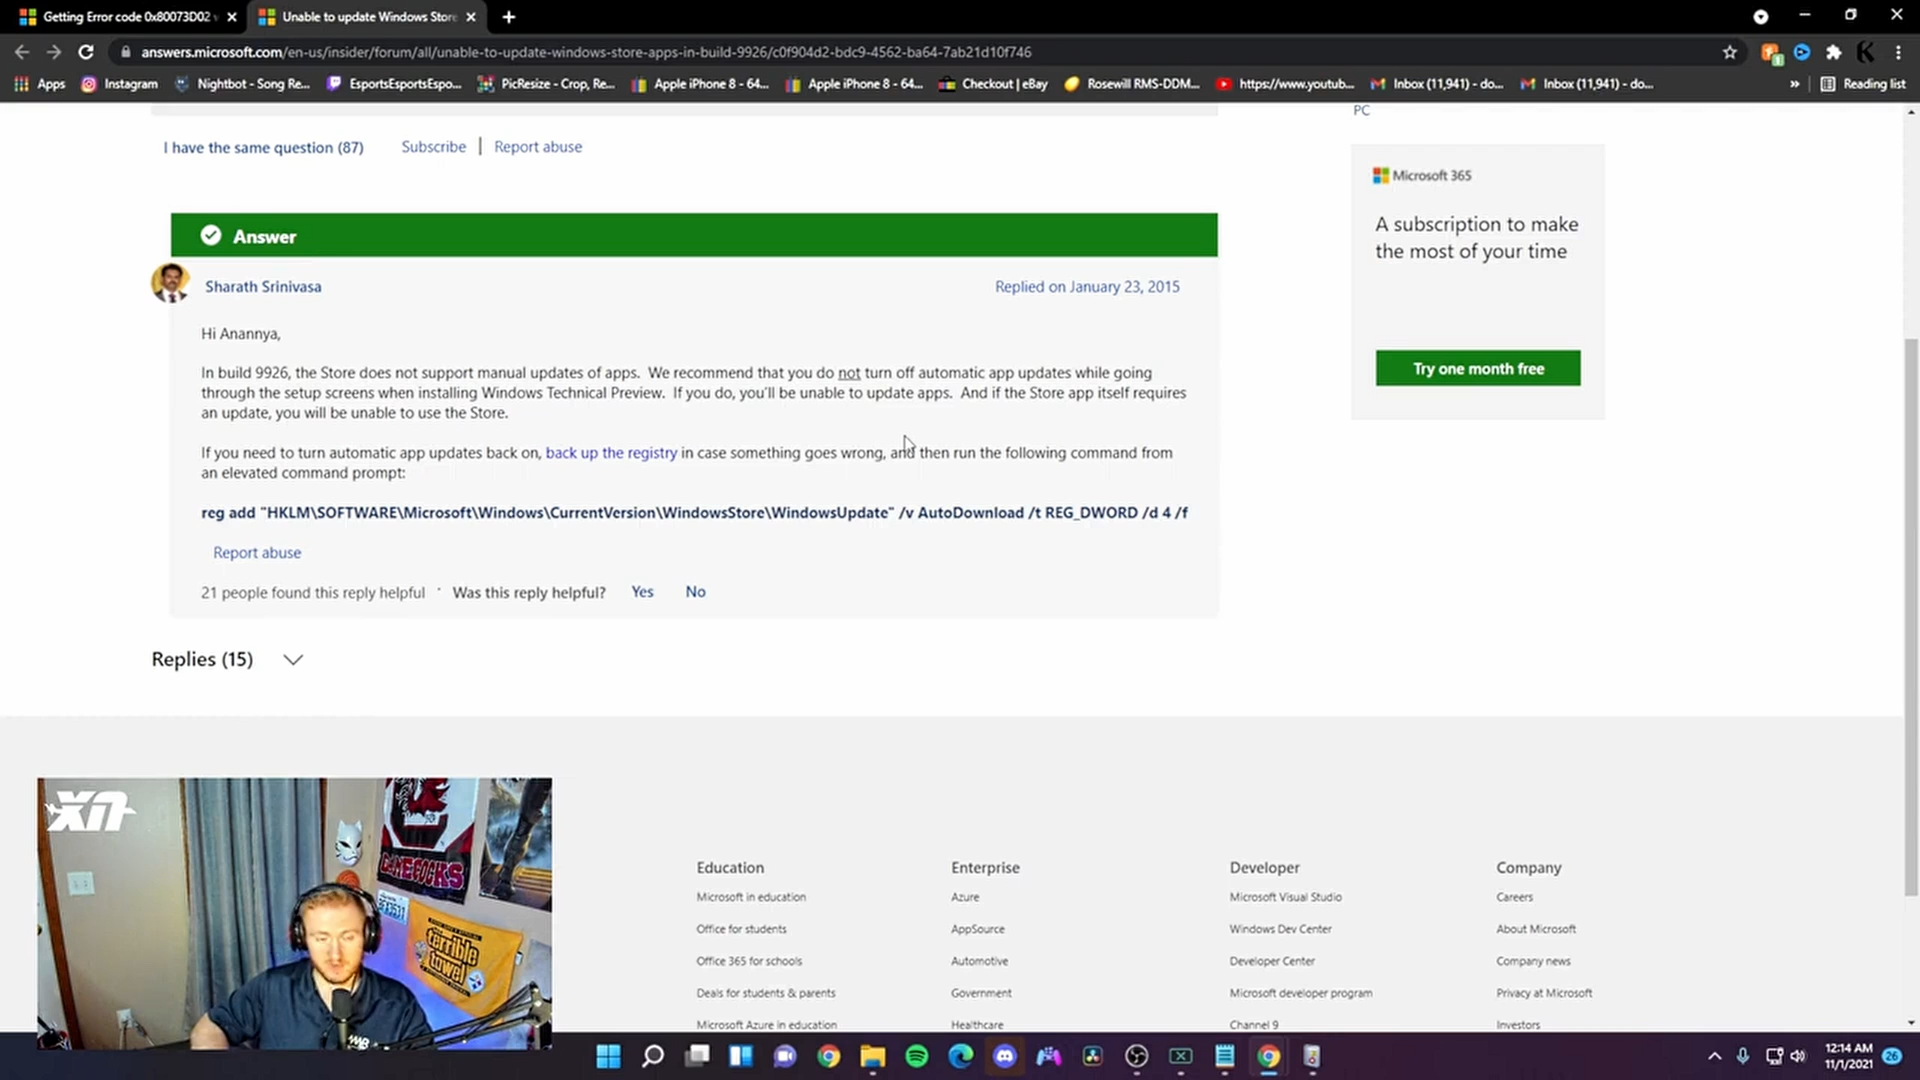 Getting Error code 0x80073D02
Unable to update Windows Store
answers.microsoft.com/en-us/insider/forum/all/unable-to-update-windows-store-apps-in-build-9926/c0f904d2-bdc9-4562-ba64-7ab21d10f746
Apps
Instagram
Nightbot - Song Re...
EsportsEsportsEspo...
PicResize - Crop, Re...
Apple iPhone 8 - 64...
Apple iPhone 8 - 64...
Checkout | eBay
Rosewill RMS-DDM...
https://www.youtub...
Inbox (11,941) - do...
Inbox (11,941) - do...
»
Reading list
PC
I have the same question (87)
Subscribe | Report abuse
Microsoft 365
A subscription to make
the most of your time
Try one month free
Answer
Sharath Srinivasa
Replied on January 23, 2015
Hi Anannya,
In build 9926, the Store does not support manual updates of apps. We recommend that you do not turn off automatic app updates while going
through the setup screens when installing Windows Technical Preview. If you do, you'll be unable to update apps. And if the Store app itself requires
an update, you will be unable to use the Store.
If you need to turn automatic app updates back on, back up the registry in case something goes wrong, and then run the following command from
an elevated command prompt:
reg add "HKLM\SOFTWARE\Microsoft\Windows\CurrentVersion\WindowsStore\WindowsUpdate" /v AutoDownload /t REG_DWORD /d 4 /f
Report abuse
21 people found this reply helpful · Was this reply helpful? Yes No
Replies (15)
XIT
GAMECOCKS
terrible
towel
Education
Microsoft in education
Office for students
Office 365 for schools
Deals for students & parents
Microsoft Azure in education
Enterprise
Azure
AppSource
Automotive
Government
Healthcare
Developer
Microsoft Visual Studio
Windows Dev Center
Developer Center
Microsoft developer program
Channel 9
Company
Careers
About Microsoft
Company news
Privacy at Microsoft
Investors
12:14 AM
11/1/2021
26